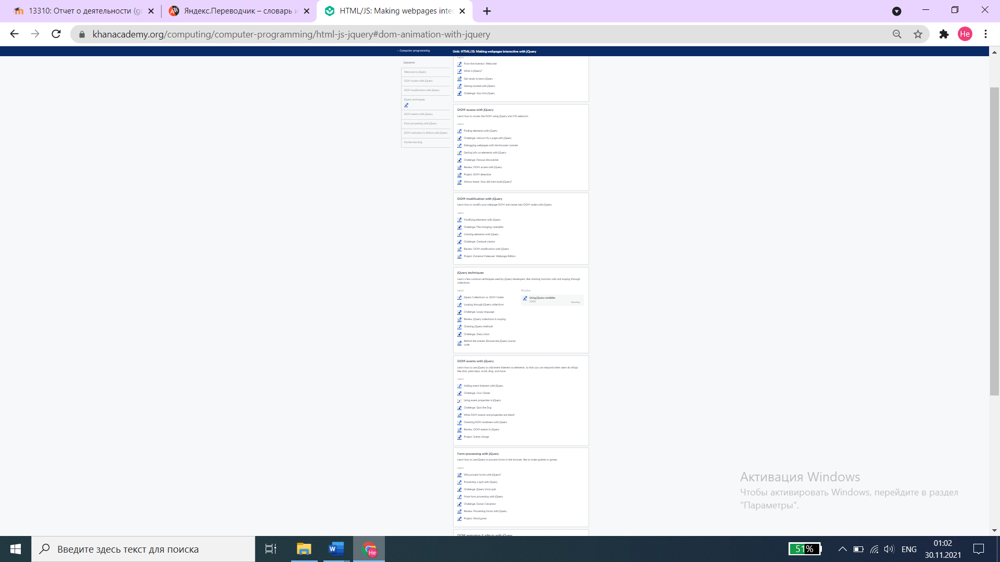 13310: Отчет о деятельности (gr
Яндекс.Переводчик – словарь и
HTML/JS: Making webpages inter
khanacademy.org/computing/computer-programming/html-js-jquery#dom-animation-with-jquery
He
< Computer programming
Unit: HTML/JS: Making webpages interactive with jQuery
Lessons
Welcome to jQuery
DOM access with jQuery
DOM modification with jQuery
jQuery techniques
DOM events with jQuery
Form processing with jQuery
DOM animation & effects with jQuery
Further learning
Learn
From the inventor: Welcome!
What is jQuery?
Get ready to learn jQuery
Getting started with jQuery
Challenge: Your first jQuery
DOM access with jQuery
Learn how to access the DOM using jQuery and CSS selectors.
Learn
Finding elements with jQuery
Challenge: Unicorn-ify a page with jQuery
Debugging webpages with the browser console
Getting info on elements with jQuery
Challenge: Famous discoveries
Review: DOM access with jQuery
Project: DOM detective
History break: How did John build jQuery?
DOM modification with jQuery
Learn how to modify your webpage DOM and create new DOM nodes with jQuery.
Learn
Modifying elements with jQuery
Challenge: The changing caterpillar
Creating elements with jQuery
Challenge: Creature creator
Review: DOM modification with jQuery
Project: Extreme Makeover, Webpage Edition
jQuery techniques
Learn a few common techniques used by jQuery developers, like chaining function calls and looping through
collections.
Learn
jQuery Collections vs. DOM Nodes
Looping through jQuery collections
Challenge: Loopy language
Review: jQuery collections & looping
Chaining jQuery methods
Challenge: Daisy chain
Behind the scenes: Browse the jQuery source
code
Practice
Using jQuery variables
100%
Saturday
DOM events with jQuery
Learn how to use jQuery to add event listeners to elements, so that you can respond when users do things
like click, press keys, scroll, drag, and more.
Learn
Adding event listeners with jQuery
Challenge: Croc Clicker
Using event properties in jQuery
Challenge: Spot the Dog
What DOM events and properties are there?
Checking DOM readiness with jQuery
Review: DOM events in jQuery
Project: Scene change
Form processing with jQuery
Learn how to use jQuery to process forms in the browser, like to make quizzes or games.
Learn
Why process forms with jQuery?
Processing a quiz with jQuery
Challenge: jQuery trivia quiz
More form processing with jQuery
Challenge: Donut Calculator
Review: Processing forms with jQuery
Project: Word game
DOM animation & effects with jQuery
Активация Windows
Чтобы активировать Windows, перейдите в раздел
"Параметры".
Введите здесь текст для поиска
51%
ENG
01:02
30.11.2021